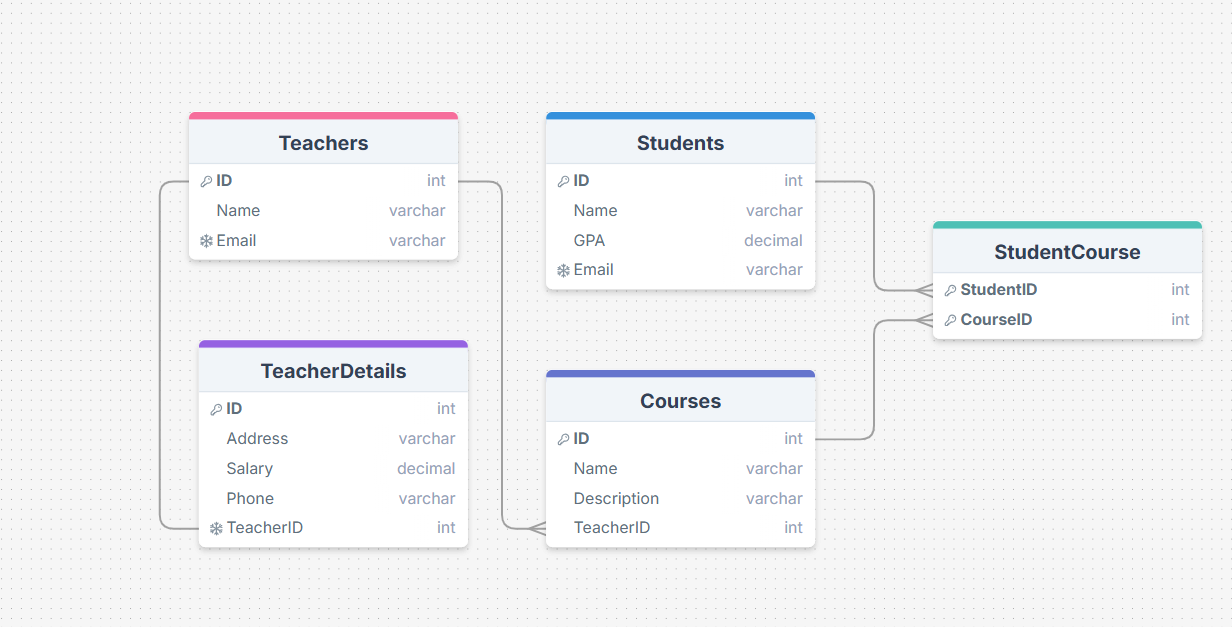 Teachers
ID int
Name varchar
Email varchar
Students
ID int
Name varchar
GPA decimal
Email varchar
StudentCourse
StudentID int
CourseID int
TeacherDetails
ID int
Address varchar
Salary decimal
Phone varchar
TeacherID int
Courses
ID int
Name varchar
Description varchar
TeacherID int